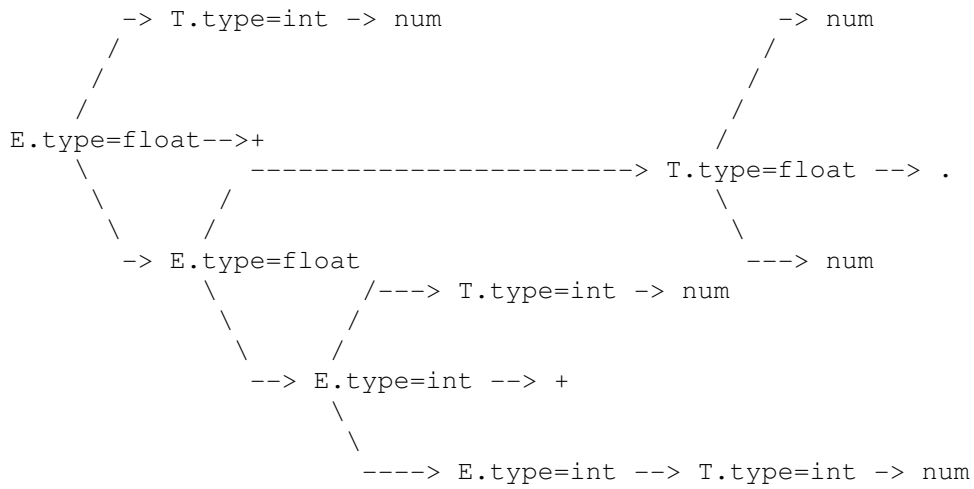 -> T.type=int -> num                      -> num
/                                         /
/                                         /
/                                         /
E.type=float-->+                            /
\          ------------------------> T.type=float --> .
\        /                              \
\      /                                \
-> E.type=float                        ---> num
\         /---> T.type=int -> num
\       /
\     /
--> E.type=int --> +
\
\
----> E.type=int --> T.type=int -> num